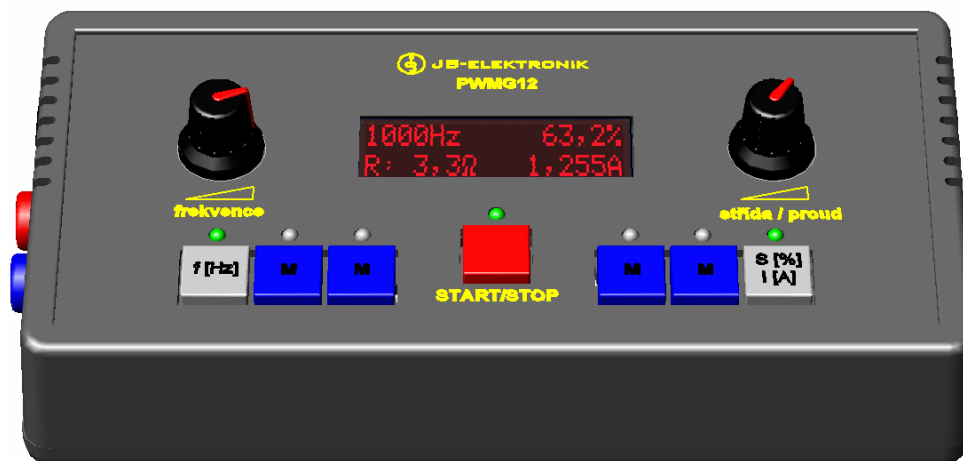 JB-ELEKTRONIK
PWMG12
1000Hz 63,2%
R: 3,3Ω 1,255A
frekvence
střída / proud
f [Hz]
M
M
M
M
S [%]
I [A]
START/STOP